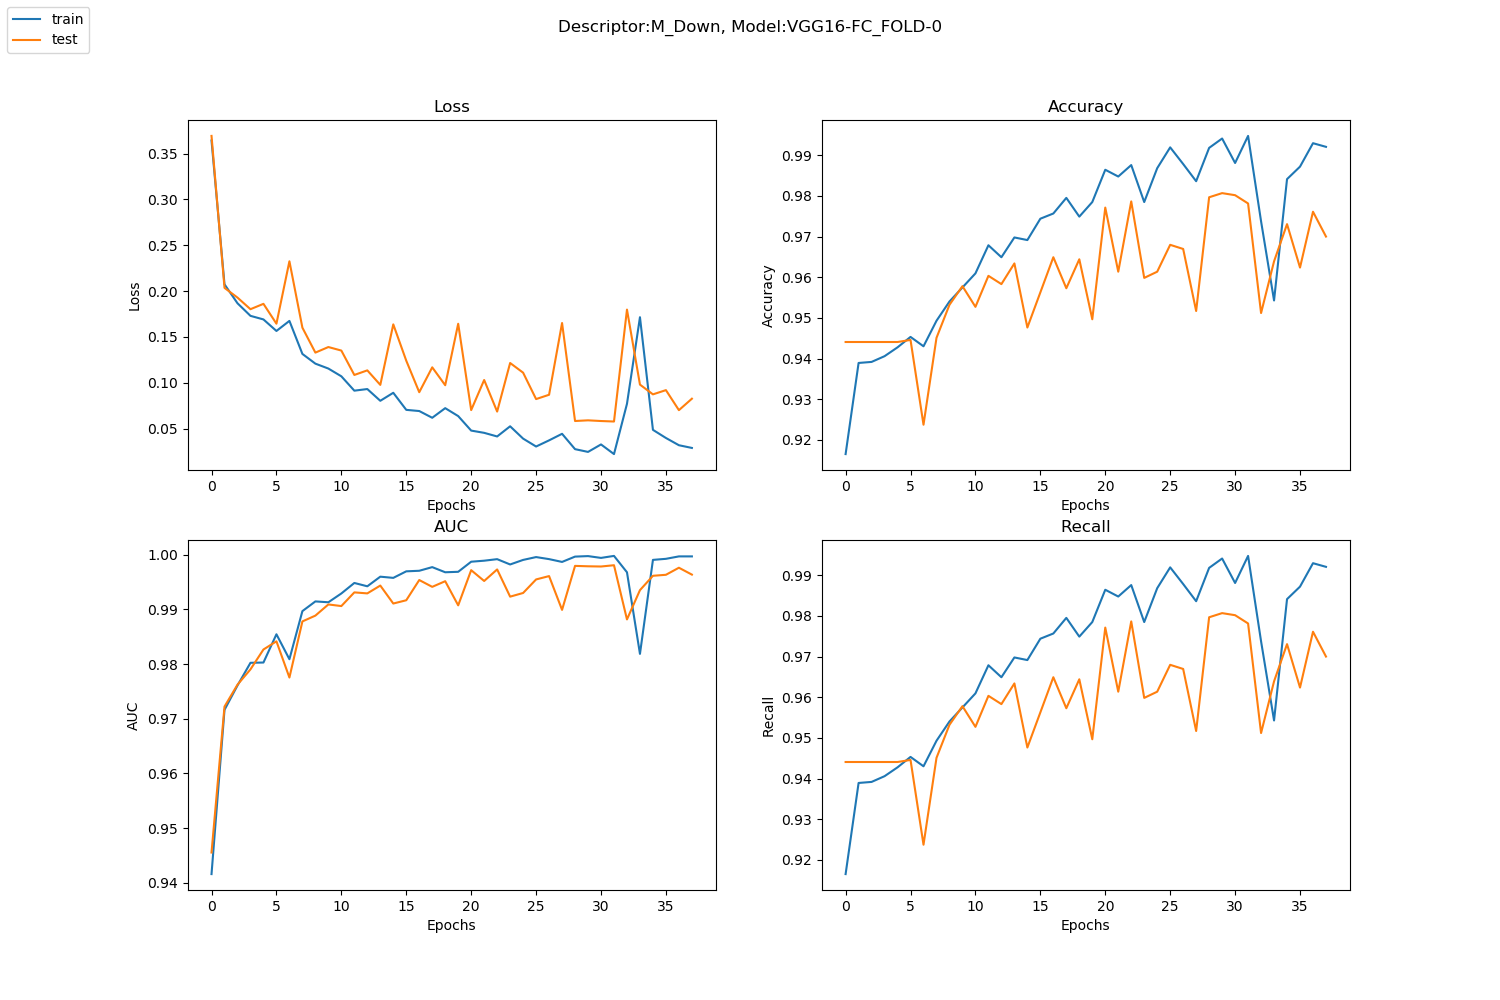 train
test
Descriptor:M_Down, Model:VGG16-FC_FOLD-0
Loss
Loss
0.35
0.30
0.25
0.20
0.15
0.10
0.05
0 5 10 15 20 25 30 35
Epochs
Accuracy
Accuracy
0.99
0.98
0.97
0.96
0.95
0.94
0.93
0.92
0 5 10 15 20 25 30 35
Epochs
AUC
AUC
1.00
0.99
0.98
0.97
0.96
0.95
0.94
0 5 10 15 20 25 30 35
Epochs
Recall
Recall
0.99
0.98
0.97
0.96
0.95
0.94
0.93
0.92
0 5 10 15 20 25 30 35
Epochs